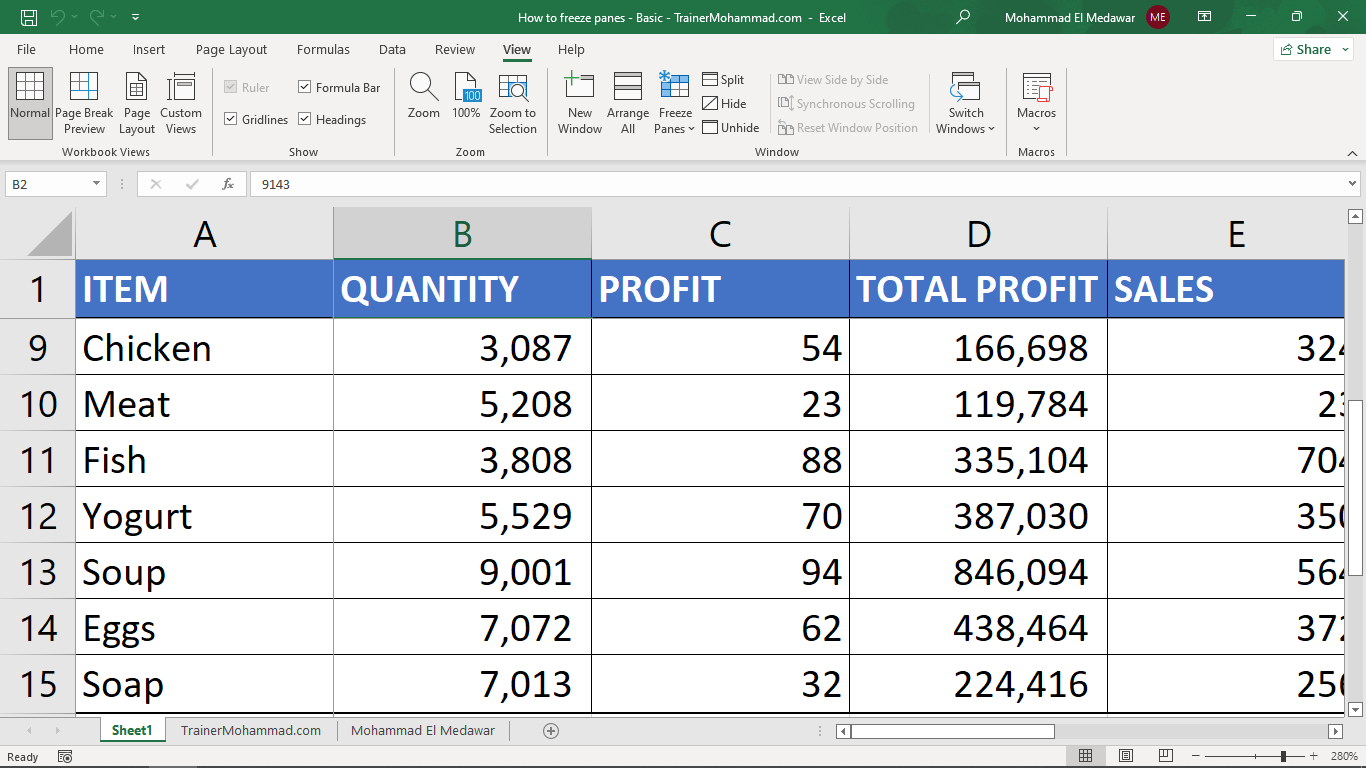 How to freeze panes - Basic - TrainerMohammad.com - Excel
Mohammad El Medawar ME
File Home Insert Page Layout Formulas Data Review View Help Share
Normal Page Break Preview Page Layout Custom Views
Workbook Views
Ruler Formula Bar
Gridlines Headings
Show
Zoom 100% Zoom to Selection
100
Zoom
New Window Arrange All Freeze Panes
Split
Hide
Unhide
View Side by Side
Synchronous Scrolling
Reset Window Position
Switch Windows
Window
Macros
Macros
B2 fx 9143
A B C D E
1 ITEM QUANTITY PROFIT TOTAL PROFIT SALES
9 Chicken 3,087 54 166,698
10 Meat 5,208 23 119,784
11 Fish 3,808 88 335,104
12 Yogurt 5,529 70 387,030
13 Soup 9,001 94 846,094
14 Eggs 7,072 62 438,464
15 Soap 7,013 32 224,416
Sheet1 TrainerMohammad.com Mohammad El Medawar
Ready 280%